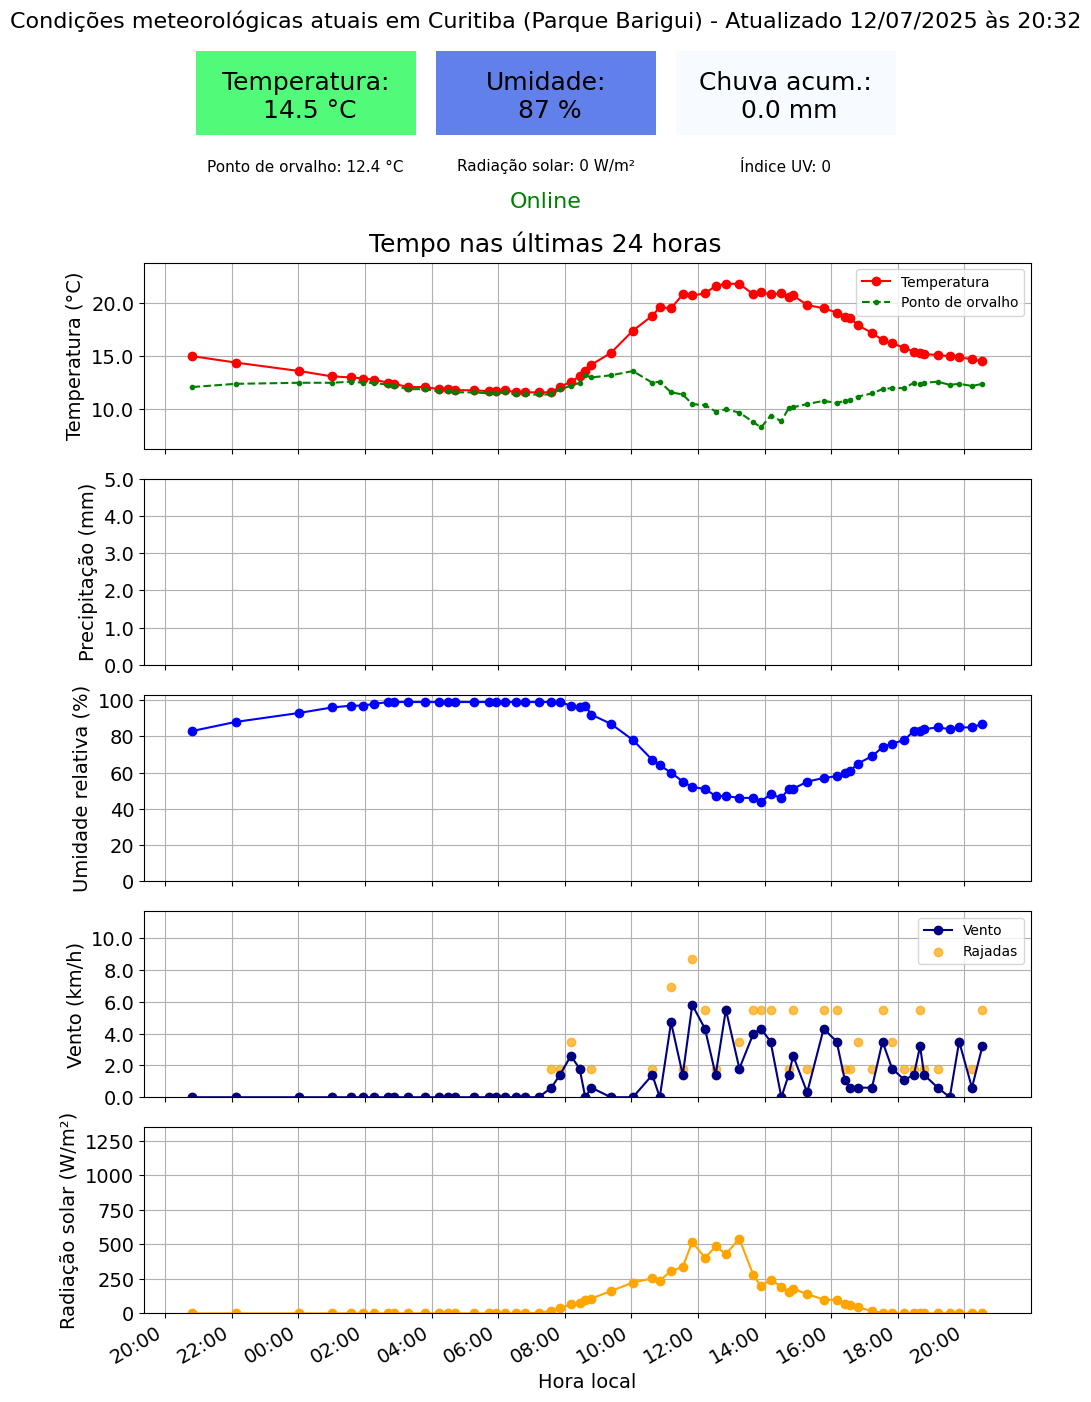 Condições meteorológicas atuais em Curitiba (Parque Barigui) - Atualizado 12/07/2025 às 20:32
Temperatura:
14.5 °C
Umidade:
87 %
Chuva acum.:
0.0 mm
Ponto de orvalho: 12.4 °C
Radiação solar: 0 W/m²
Índice UV: 0
Online
Tempo nas últimas 24 horas
Temperatura (°C)
20.0
15.0
10.0
Temperatura
Ponto de orvalho
Precipitação (mm)
5.0
4.0
3.0
2.0
1.0
0.0
Umidade relativa (%)
100
80
60
40
20
0
Vento (km/h)
10.0
8.0
6.0
4.0
2.0
0.0
Vento
Rajadas
Radiação solar (W/m²)
1250
1000
750
500
250
0
20:00
22:00
00:00
02:00
04:00
06:00
08:00
10:00
12:00
14:00
16:00
18:00
20:00
Hora local